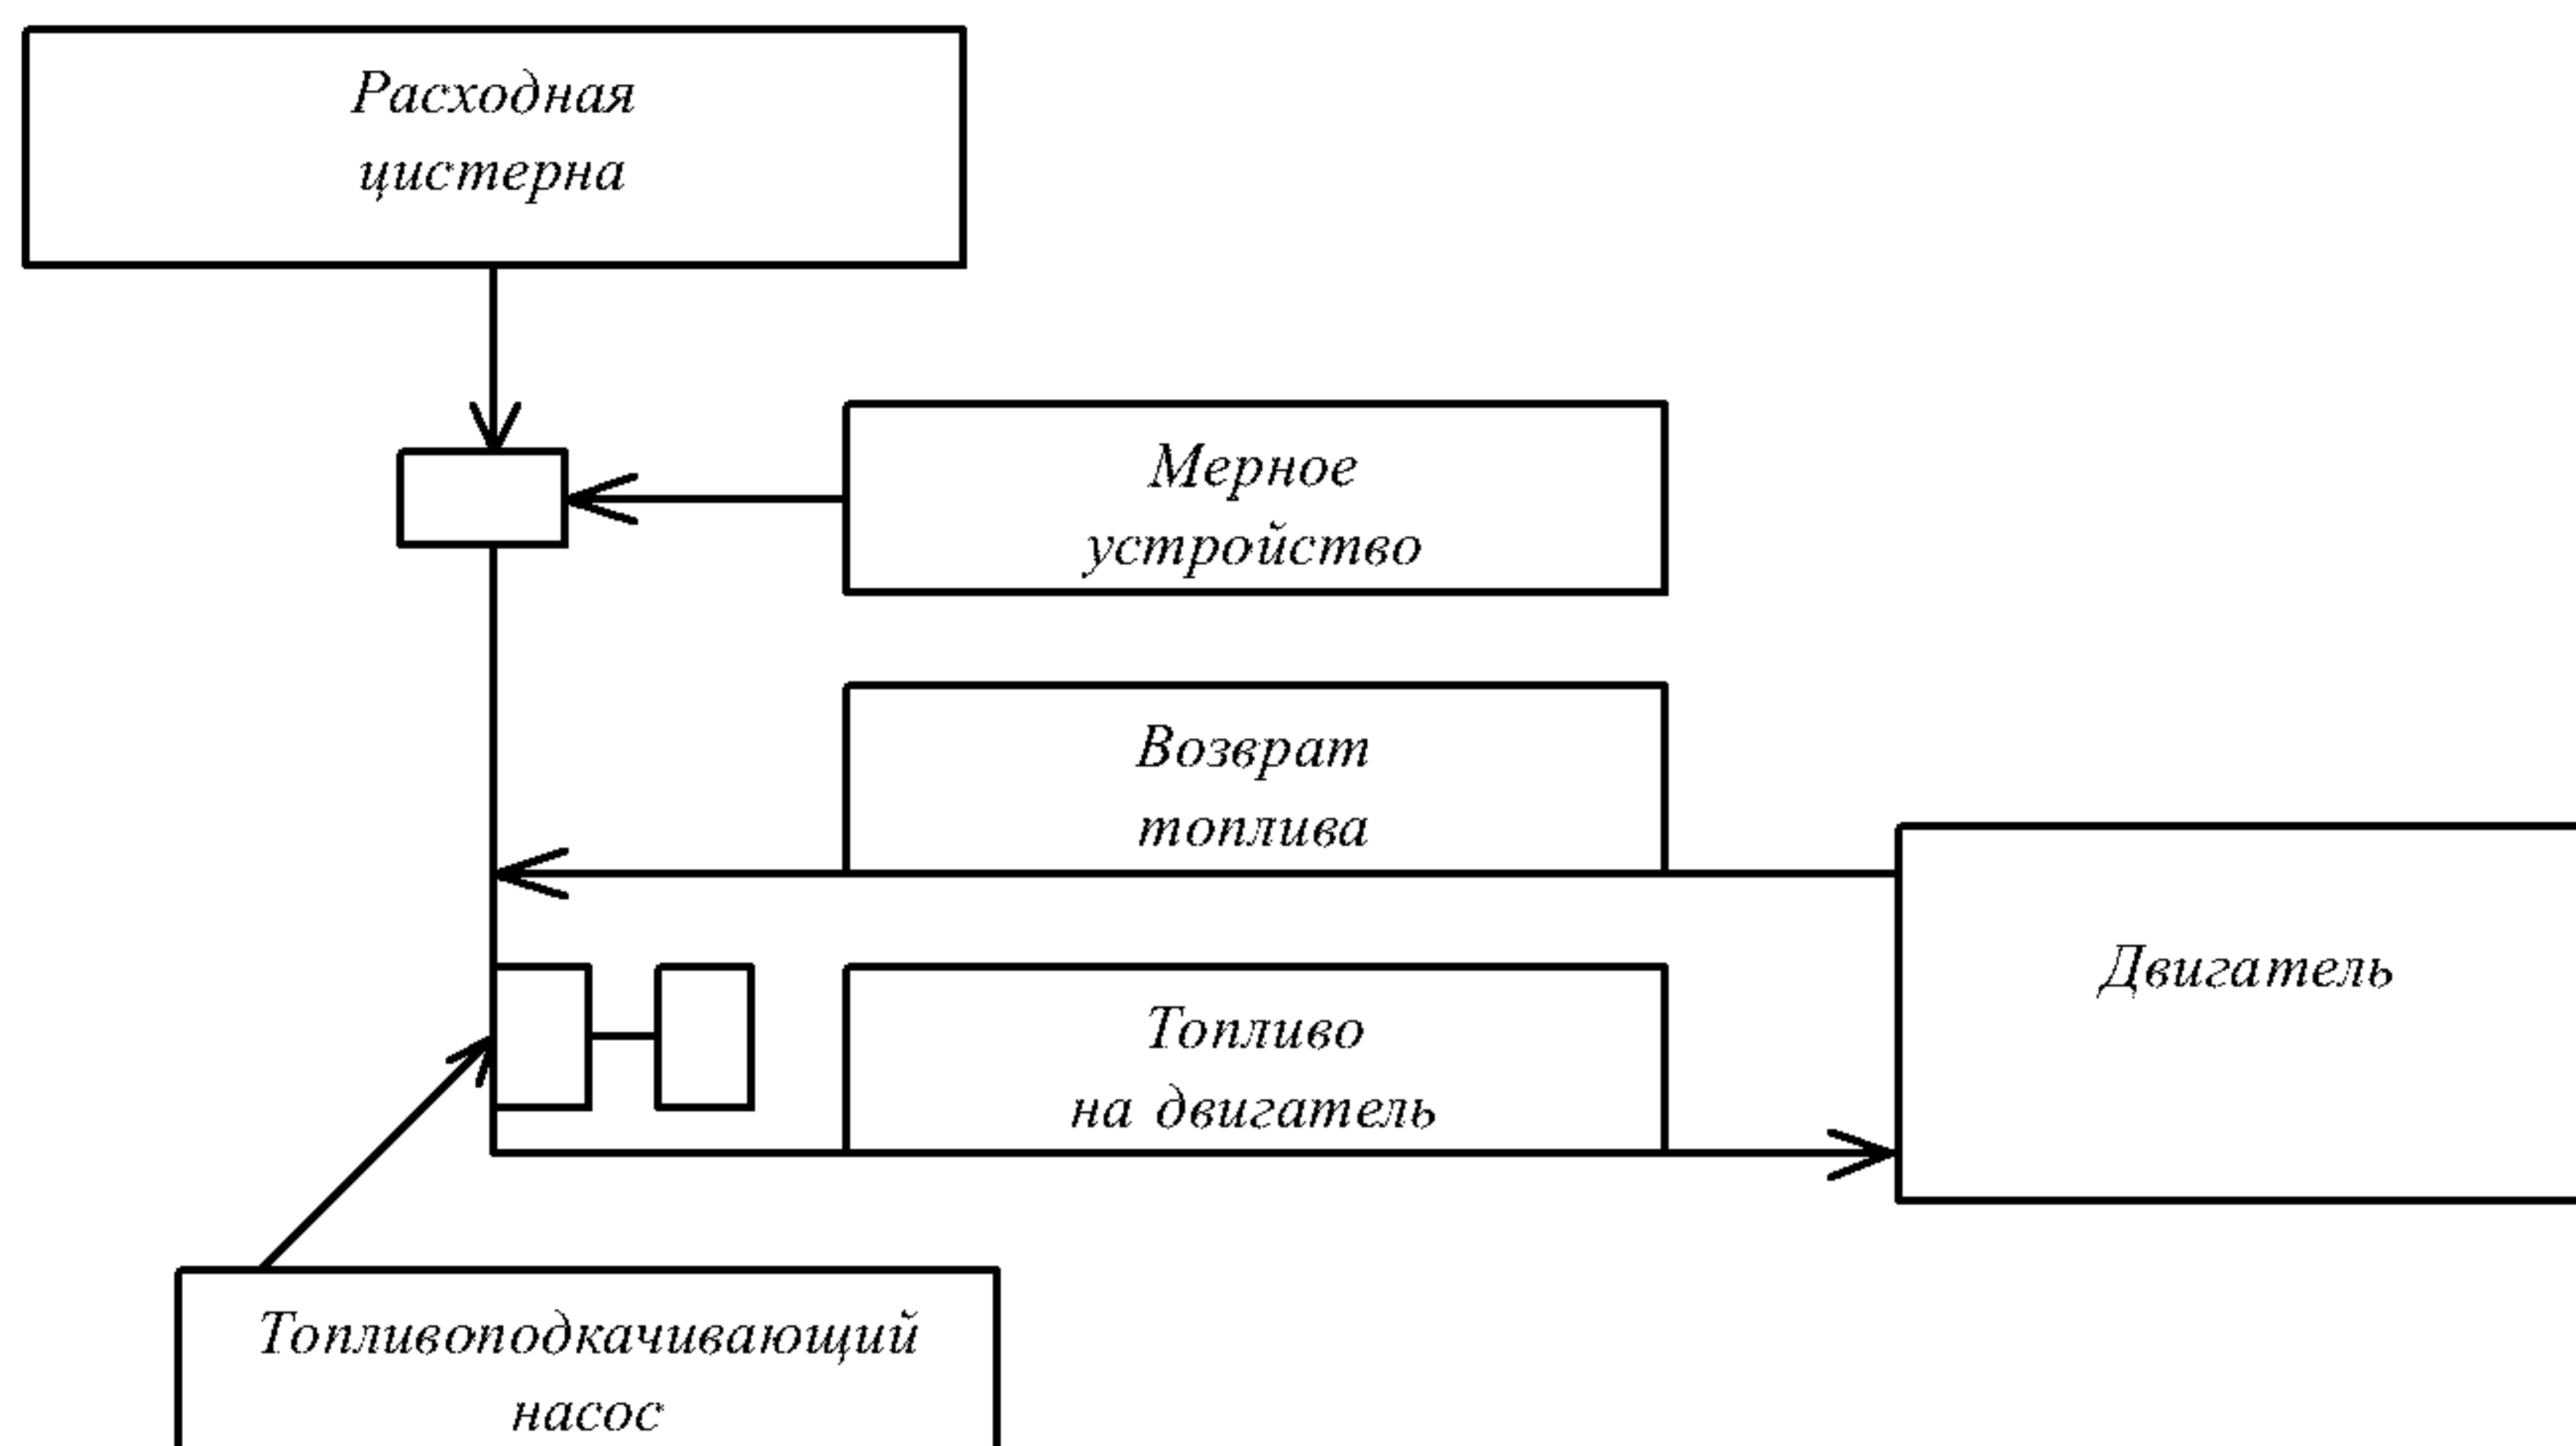 Расходная
цистерна
Мерное
устройство
Возврат
топлива
Двигатель
Топливо
на двигатель
Топливоподкачивающий
насос